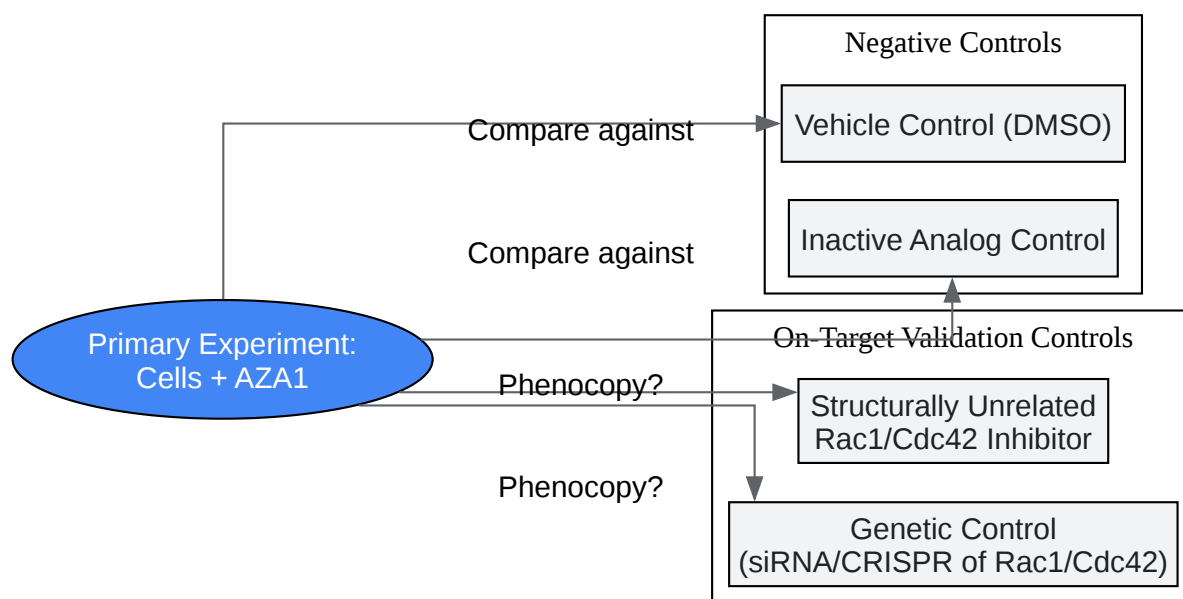 Negative Controls
Compare against
Vehicle Control (DMSO)
Compare against
Inactive Analog Control
Primary Experiment:
Cells + AZA1
On-Target Validation Controls
Phenocopy?
Structurally Unrelated
Rac1/Cdc42 Inhibitor
Phenocopy?
Genetic Control
(siRNA/CRISPR of Rac1/Cdc42)